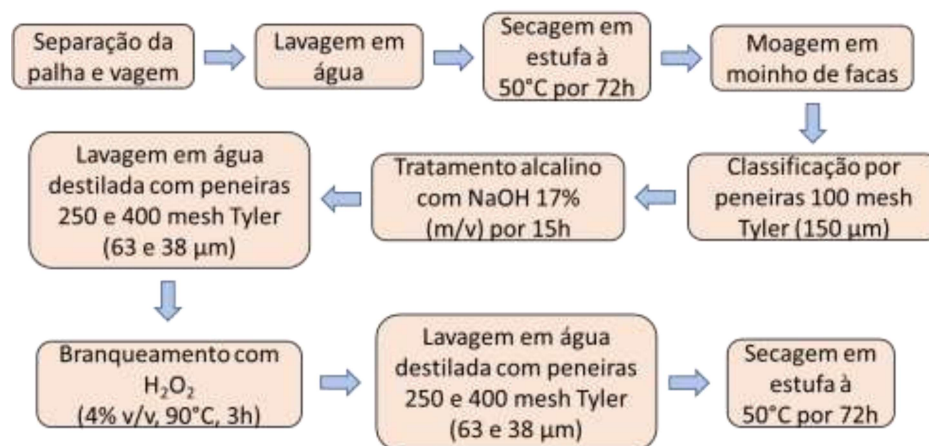 Separação da
palha e vagem
Lavagem em
água
Secagem em
estufa à
50°C por 72h
Moagem em
moinho de facas
Classificação por
peneiras 100 mesh
Tyler (150 μm)
Tratamento alcalino
com NaOH 17%
(m/v) por 15h
Lavagem em água
destilada com peneiras
250 e 400 mesh Tyler
(63 e 38 μm)
Branqueamento com
H₂O₂
(4% v/v, 90°C, 3h)
Lavagem em água
destilada com peneiras
250 e 400 mesh Tyler
(63 e 38 μm)
Secagem em
estufa à
50°C por 72h